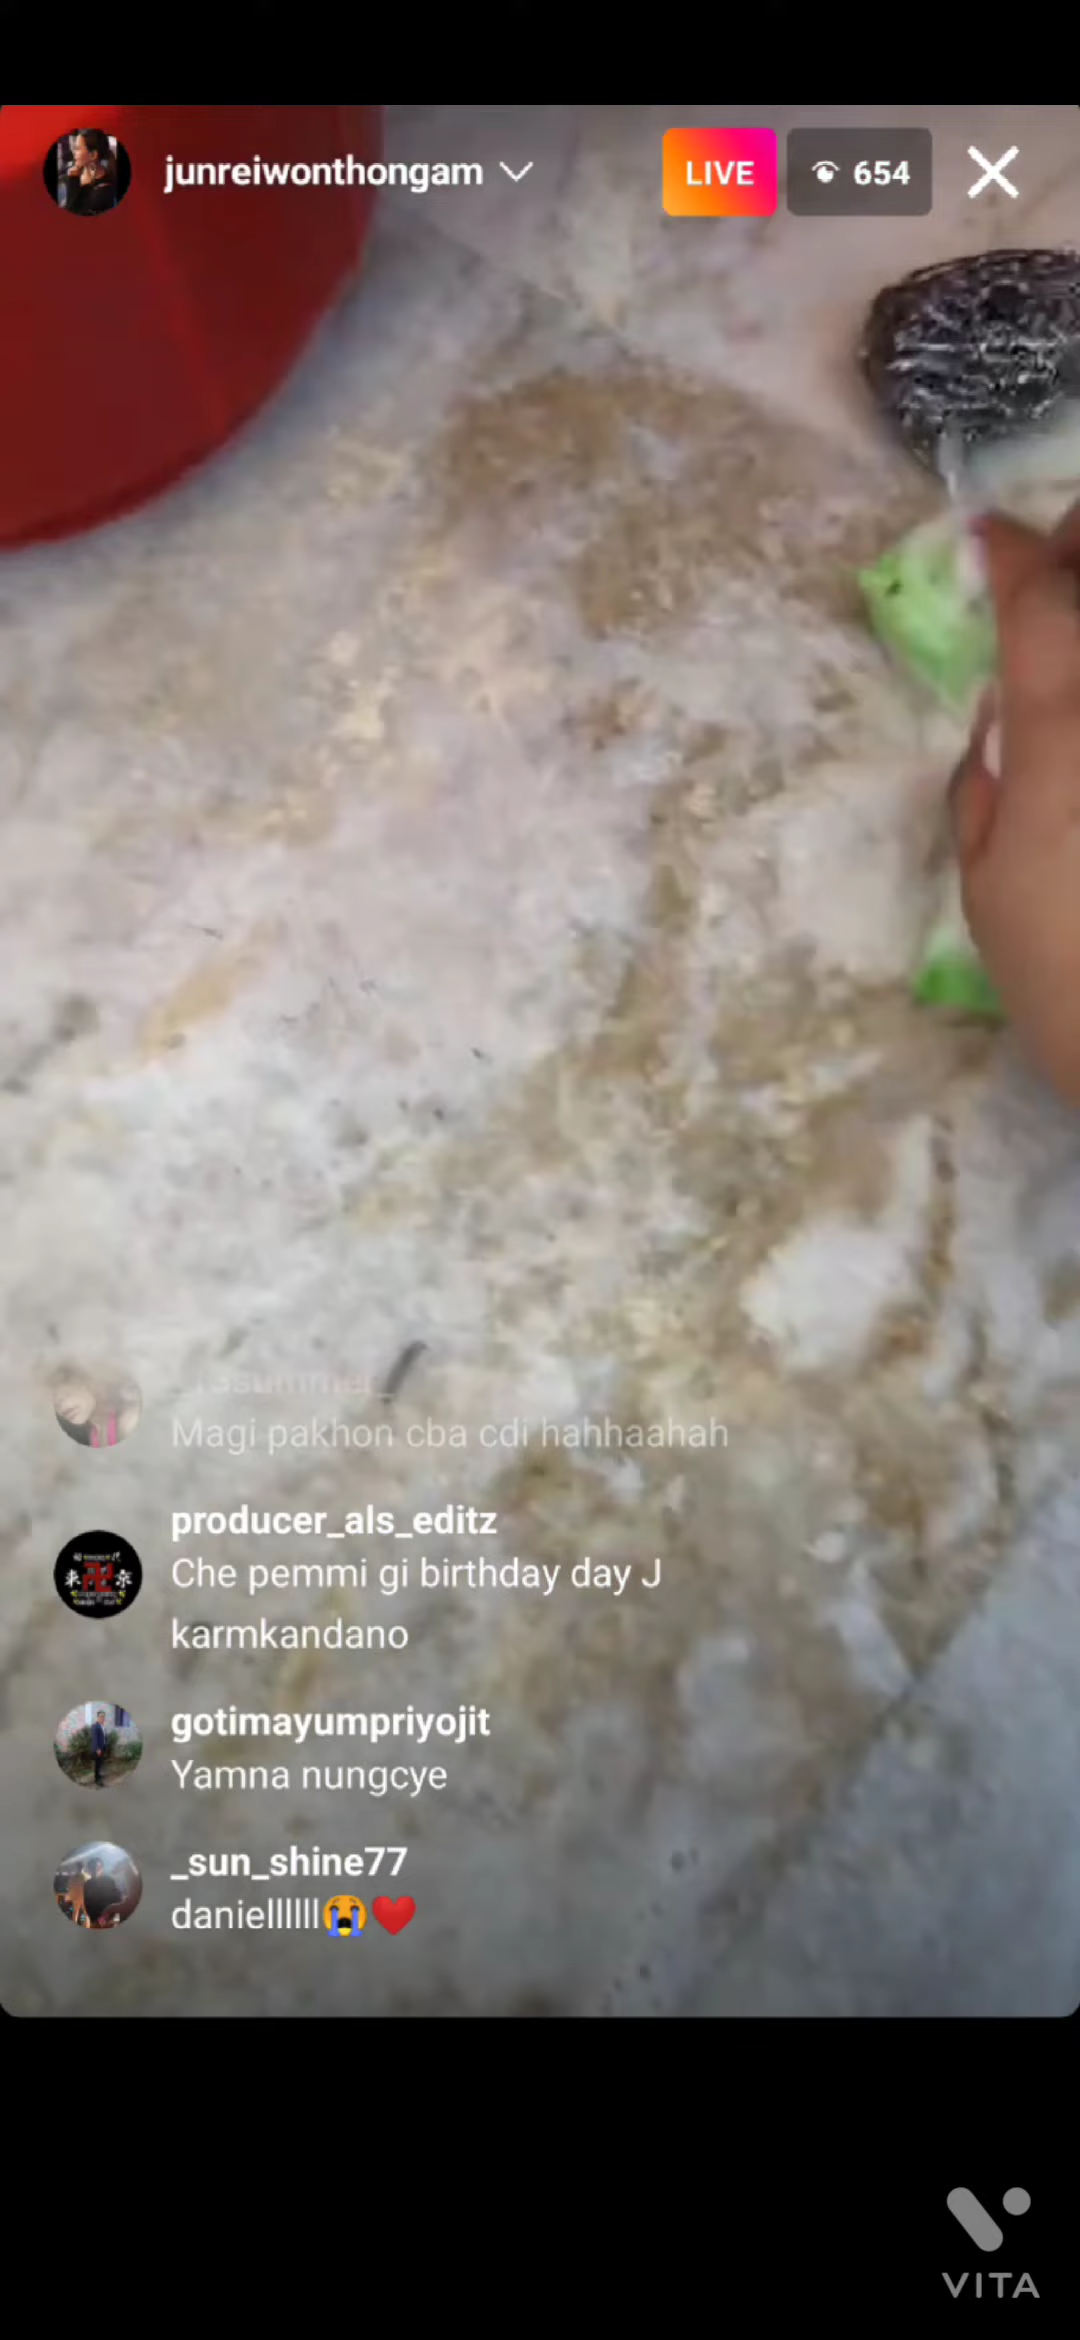 junreiwonthongam
LIVE
654
Magi pakhon cba cdi hahhaahah
producer_als_editz
Che pemmi gi birthday day J
karmkandano
gotimayumpriyojit
Yamna nungcye
_sun_shine77
daniellllll😭❤️
VITA